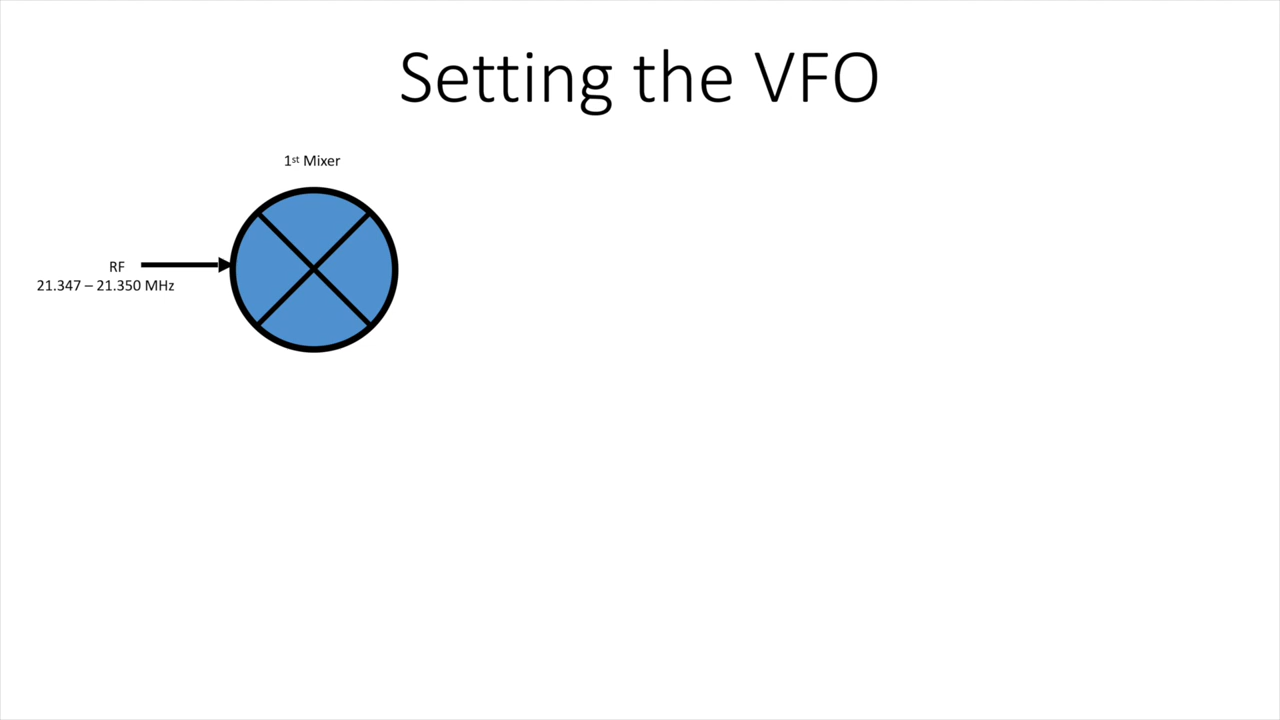 Setting the VFO
1st Mixer
RF
21.347 – 21.350 MHz